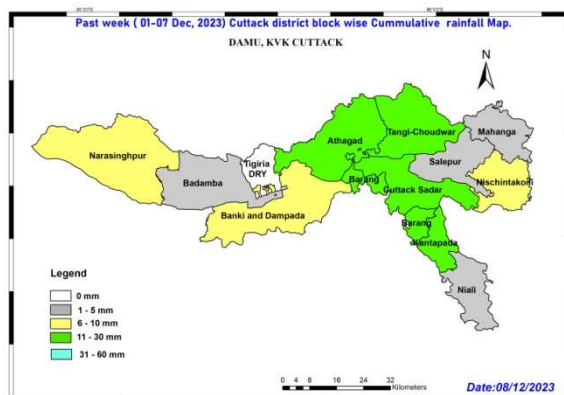 Past week ( 01-07 Dec, 2023) Cuttack district block wise Cummulative rainfall Map.
DAMU, KVK CUTTACK
N
Narasinghpur
Badamba
Tigiria
DRY
Banki and Dampada
Athagad
Tangi-Choudwar
Mahanga
Salepur
Nischintakoili
Barang
Cuttack Sadar
Barang
Kantapada
Niali
Legend
0 mm
1 - 5 mm
6 - 10 mm
11 - 30 mm
31 - 60 mm
0 4 8 16 24 32
Kilometers
Date:08/12/2023